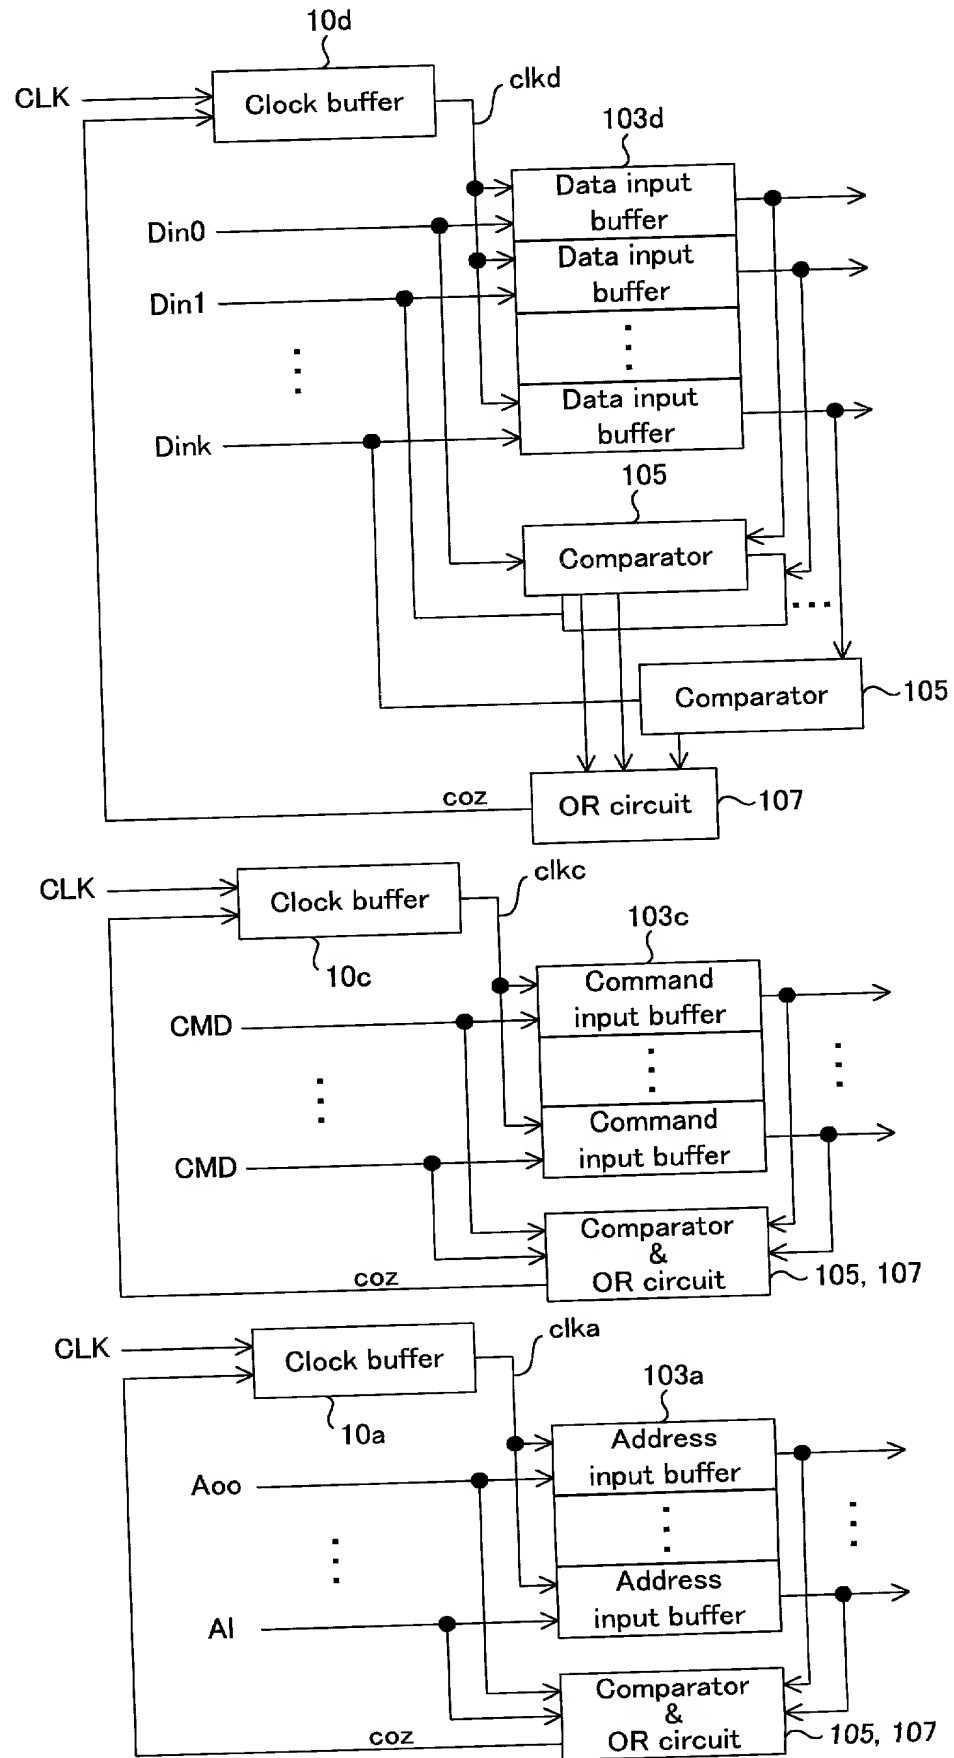 10d
CLK
Clock buffer
clkd
103d
Data input
buffer
Din0
Data input
buffer
Din1
Data input
buffer
Dink
105
Comparator
Comparator
105
OR circuit
107
coz
CLK
Clock buffer
clkc
10c
103c
Command
input buffer
CMD
Command
input buffer
CMD
Comparator
&
OR circuit
105, 107
coz
CLK
Clock buffer
clka
10a
103a
Address
input buffer
Aoo
Address
input buffer
Al
Comparator
&
OR circuit
105, 107
coz